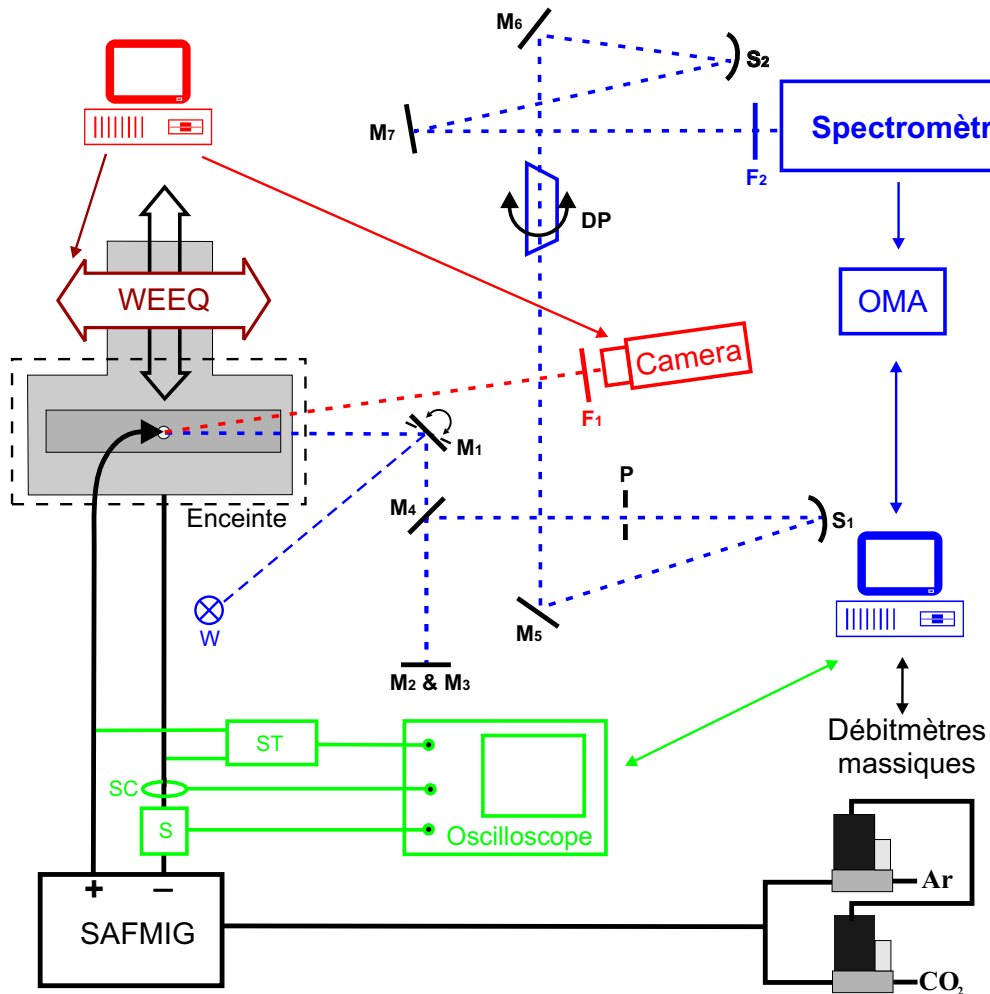 M6
S2
M7
Spectromètr
F2
DP
WEEQ
OMA
Camera
F1
M1
P
M4
S1
Enceinte
W
M5
M2 & M3
ST
SC
S
Oscilloscope
Débitmètres
massiques
+ –
SAFMIG
Ar
CO2